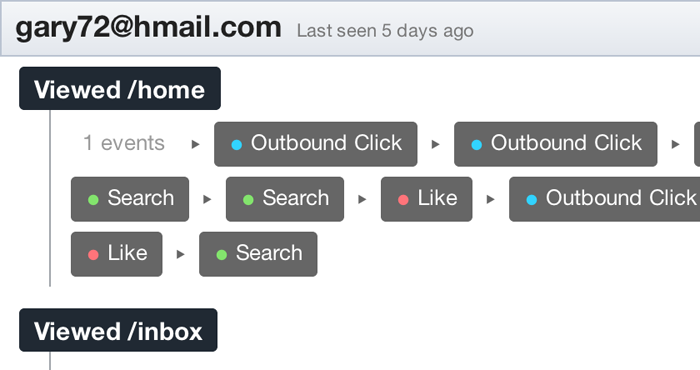 gary72@hmail.com Last seen 5 days ago
Viewed /home
1 events Outbound Click Outbound Click
Search Search Like Outbound Click
Like Search
Viewed /inbox